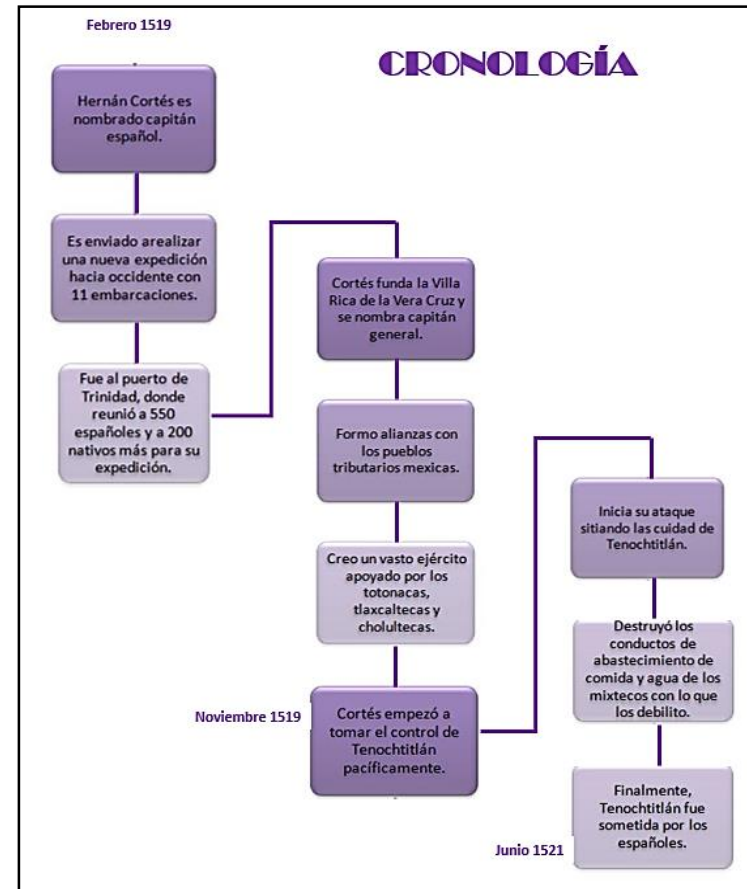 Febrero 1519
CRONOLOGÍA
Hernán Cortés es
nombrado capitán
español.
Es enviado arealizar
una nueva expedición
hacia occidente con
11 embarcaciones.
Fue al puerto de
Trinidad, donde
reunió a 550
españoles y a 200
nativos más para su
expedición.
Cortés funda la Villa
Rica de la Vera Cruz y
se nombra capitán
general.
Formo alianzas con
los pueblos
tributarios mexicas.
Creo un vasto ejército
apoyado por los
totonacas,
tlaxcaltecas y
cholultecas.
Noviembre 1519
Cortés empezó a
tomar el control de
Tenochtitlán
pacíficamente.
Inicia su ataque
sitiando las cuidad de
Tenochtitlán.
Destruyó los
conductos de
abastecimiento de
comida y agua de los
mixtecos con lo que
los debilito.
Finalmente,
Tenochtitlán fue
sometida por los
españoles.
Junio 1521